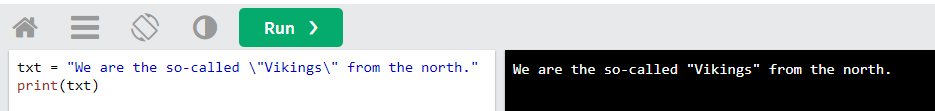 Run ❯
txt = "We are the so-called \"Vikings\" from the north."
print(txt)
We are the so-called "Vikings" from the north.